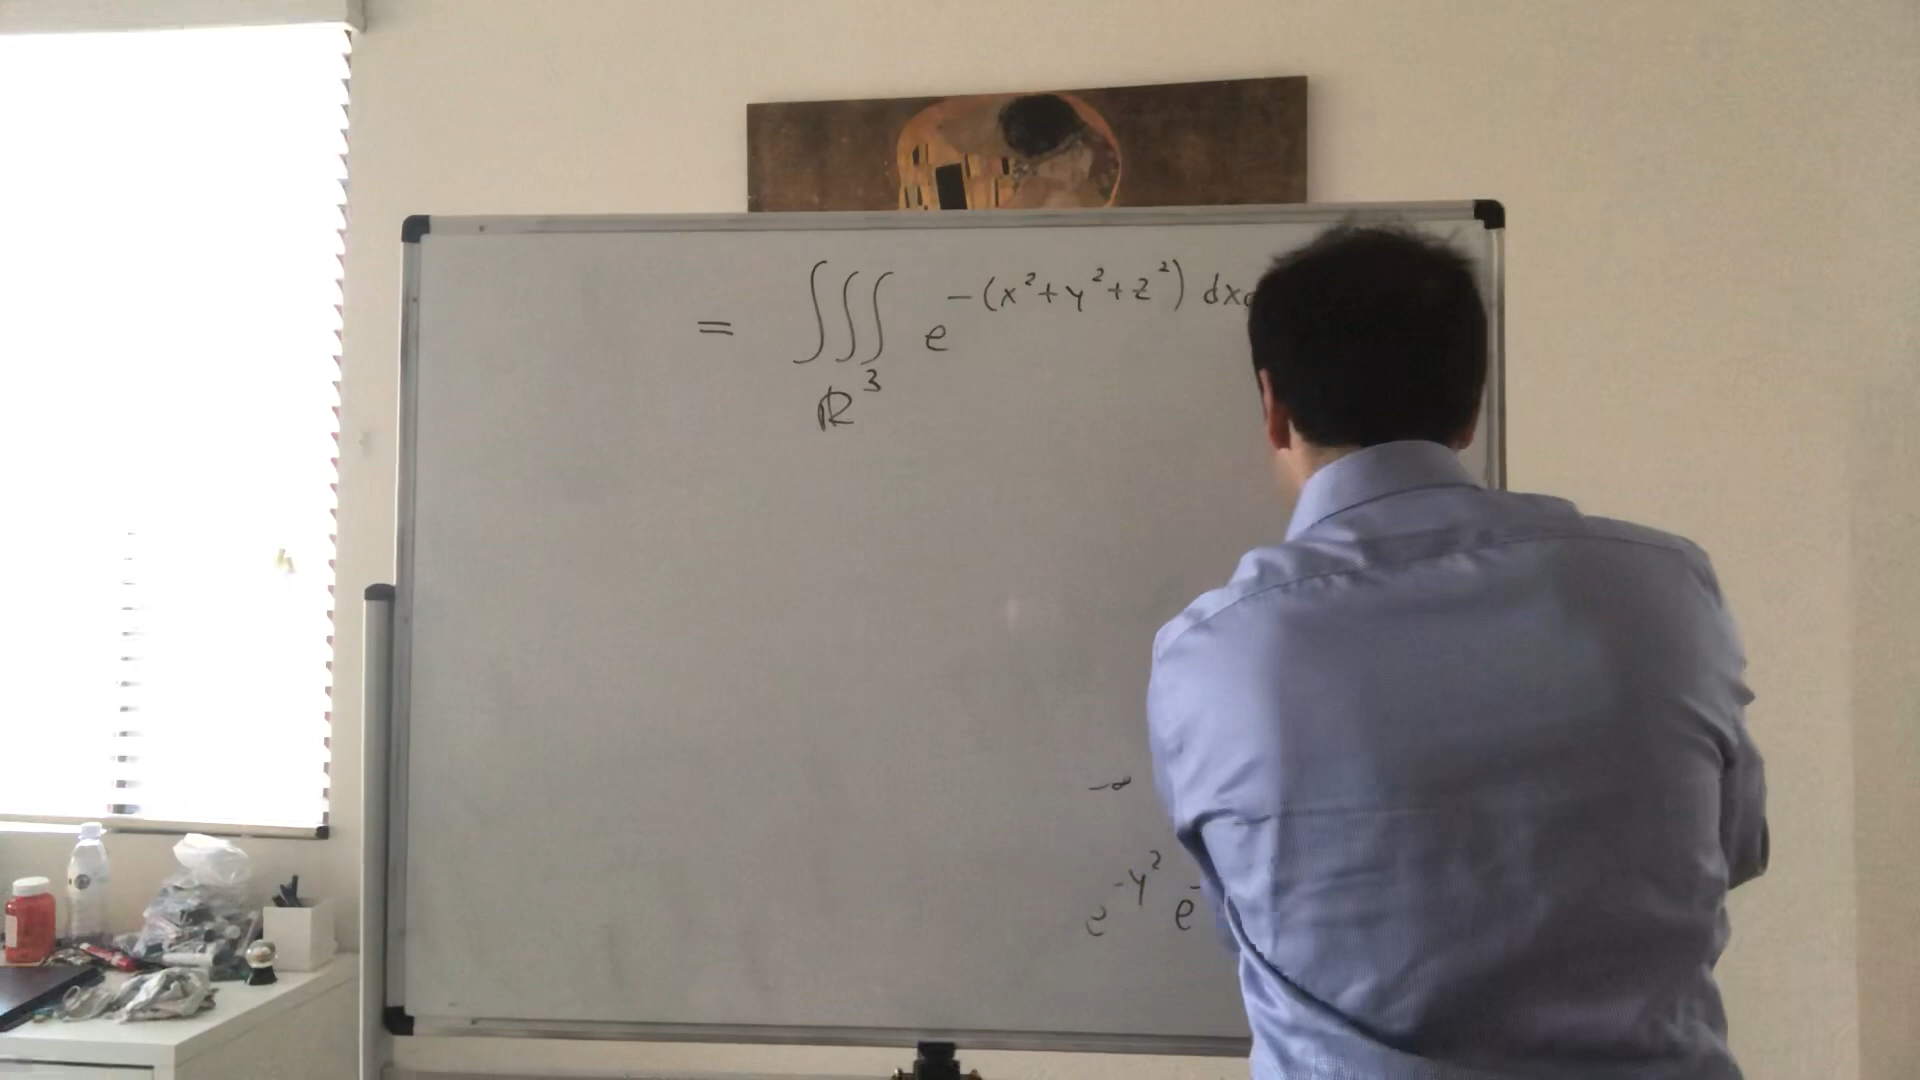 = ∭ e^{-(x²+y²+z²)} dx
ℝ³
-∞
e^{-y²} e^{-